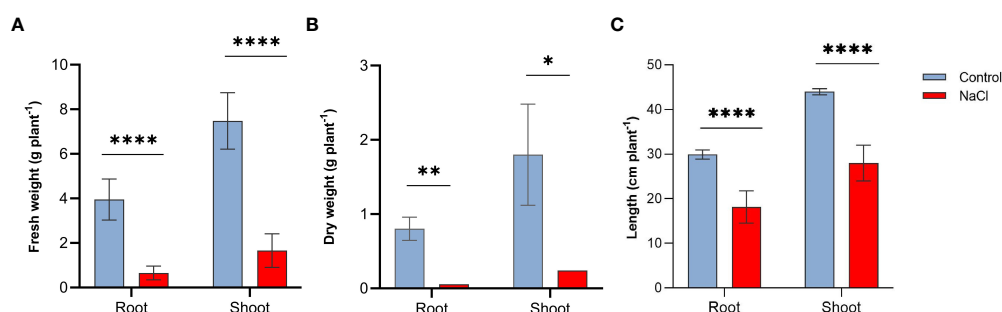 A
Fresh weight (g plant⁻¹)
10
8
6
4
2
0
****
****
Root
Shoot
B
Dry weight (g plant⁻¹)
3
2
1
0
**
*
Root
Shoot
C
Length (cm plant⁻¹)
50
40
30
20
10
0
****
****
Root
Shoot
Control
NaCl